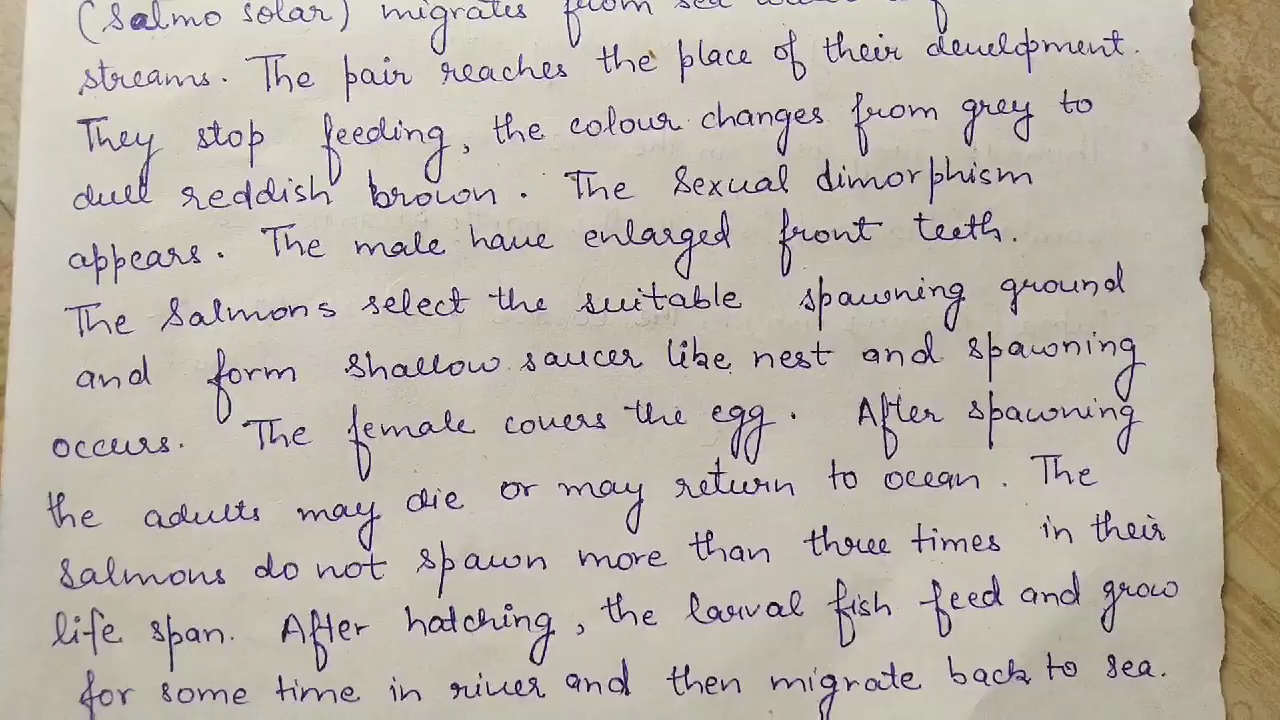 (Salmo solar) migrates from sea
streams. The pair reaches the place of their development.
They stop feeding, the colour changes from grey to
dull reddish brown. The Sexual dimorphism
appears. The male have enlarged front teeth.
The Salmons select the suitable spawning ground
and form shallow saucer like nest and spawning
occurs. The female covers the egg. After spawning
the adults may die or may return to ocean. The
Salmons do not spawn more than three times in their
life span. After hatching, the larval fish feed and grow
for some time in river and then migrate back to sea.